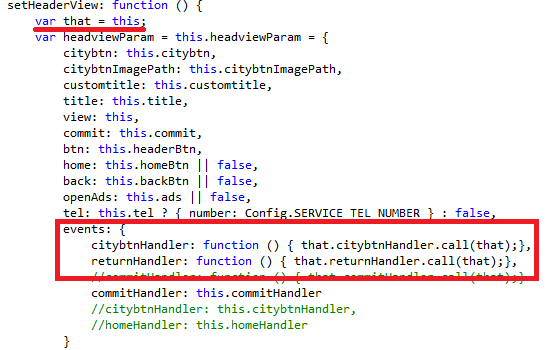 setHeaderView: function () {
var that = this;
var headviewParam = this.headviewParam = {
citybtn: this.citybtn,
citybtnImagePath: this.citybtnImagePath,
customtitle: this.customtitle,
title: this.title,
view: this,
commit: this.commit,
btn: this.headerBtn,
home: this.homeBtn || false,
back: this.backBtn || false,
openAds: this.ads || false,
tel: this.tel ? { number: Config.SERVICE_TEL_NUMBER } : false,
events: {
citybtnHandler: function () { that.citybtnHandler.call(that);},
returnHandler: function () { that.returnHandler.call(that);},
//commitHandler: function () { that.commitHandler.call(that);}
commitHandler: this.commitHandler
//citybtnHandler: this.citybtnHandler,
//homeHandler: this.homeHandler
}